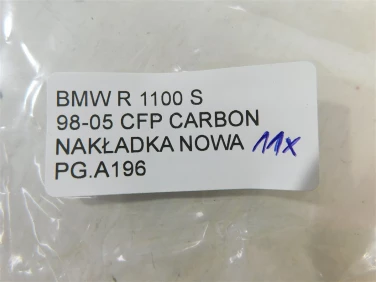 BMW R 1100 S
98-05 CFP CARBON
NAKŁADKA NOWA 11x
PG.A196